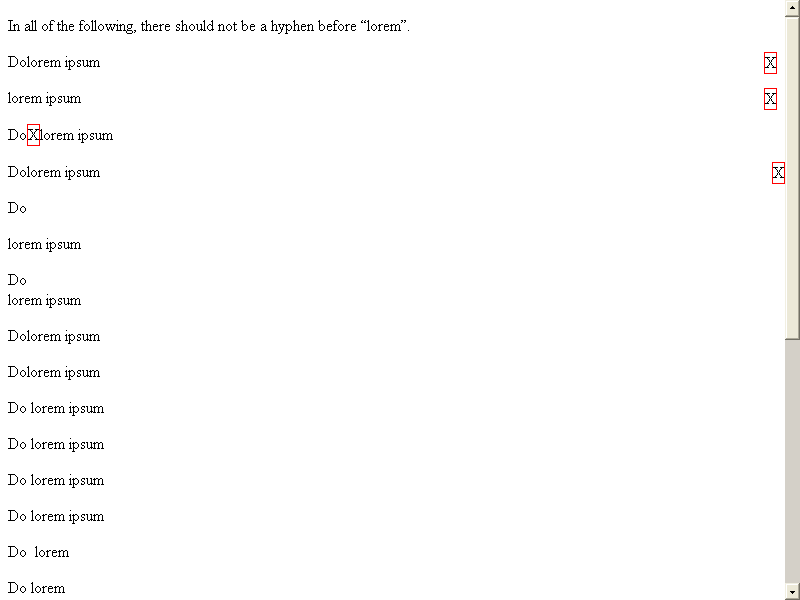 In all of the following, there should not be a hyphen before “lorem”.
Dolorem ipsum X
lorem ipsum X
DoXlorem ipsum
Dolorem ipsum X
Do
lorem ipsum
Do
lorem ipsum
Dolorem ipsum
Dolorem ipsum
Do lorem ipsum
Do lorem ipsum
Do lorem ipsum
Do lorem ipsum
Do  lorem
Do lorem